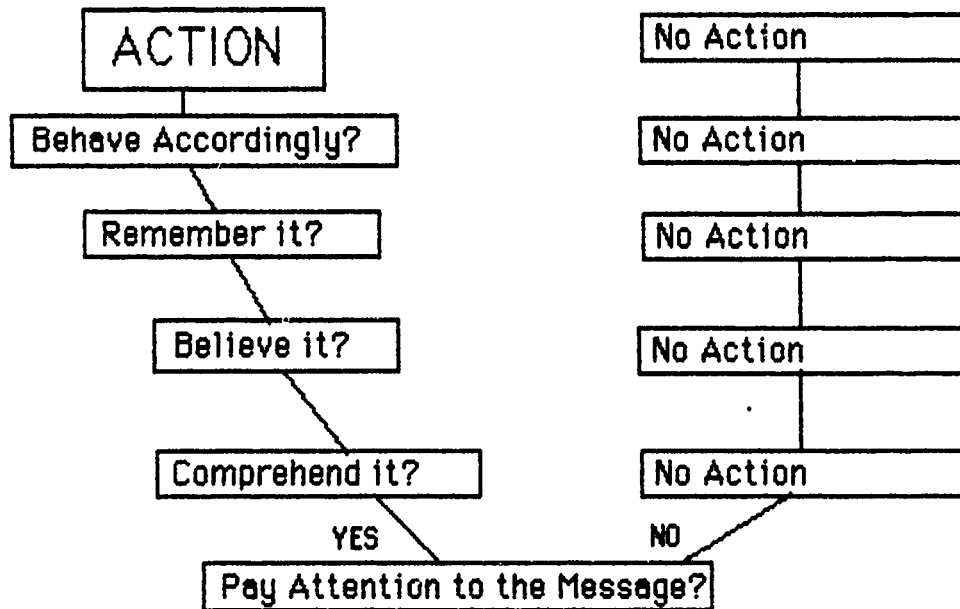 ACTION
No Action
Behave Accordingly?
No Action
Remember it?
No Action
Believe it?
No Action
Comprehend it?
No Action
YES
NO
Pay Attention to the Message?